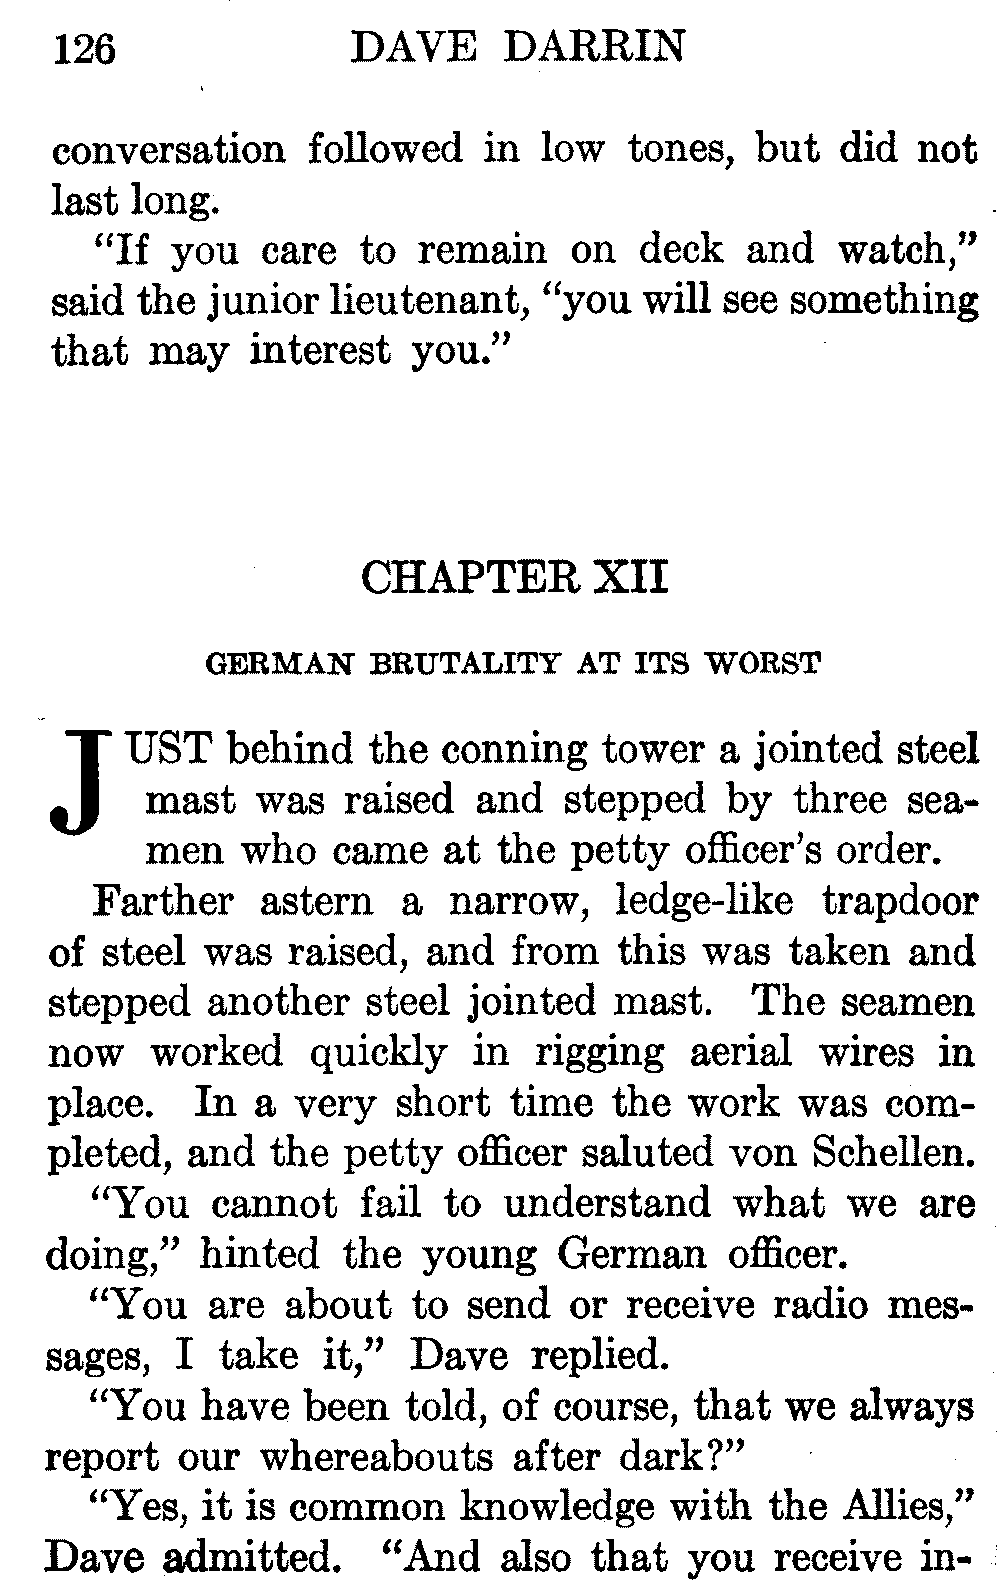 126 DAVE DARRIN
conversation followed in low tones, but did not
last long.
“If you care to remain on deck and watch,”
said the junior lieutenant, “you will see something
that may interest you.”
CHAPTER XII
GERMAN BRUTALITY AT ITS WORST
JUST behind the conning tower a jointed steel
mast was raised and stepped by three sea-
men who came at the petty officer’s order.
Farther astern a narrow, ledge-like trapdoor
of steel was raised, and from this was taken and
stepped another steel jointed mast. The seamen
now worked quickly in rigging aerial wires in
place. In a very short time the work was com-
pleted, and the petty officer saluted von Schellen.
“You cannot fail to understand what we are
doing,” hinted the young German officer.
“You are about to send or receive radio mes-
sages, I take it,” Dave replied.
“You have been told, of course, that we always
report our whereabouts after dark?”
“Yes, it is common knowledge with the Allies,”
Dave admitted. “And also that you receive in-